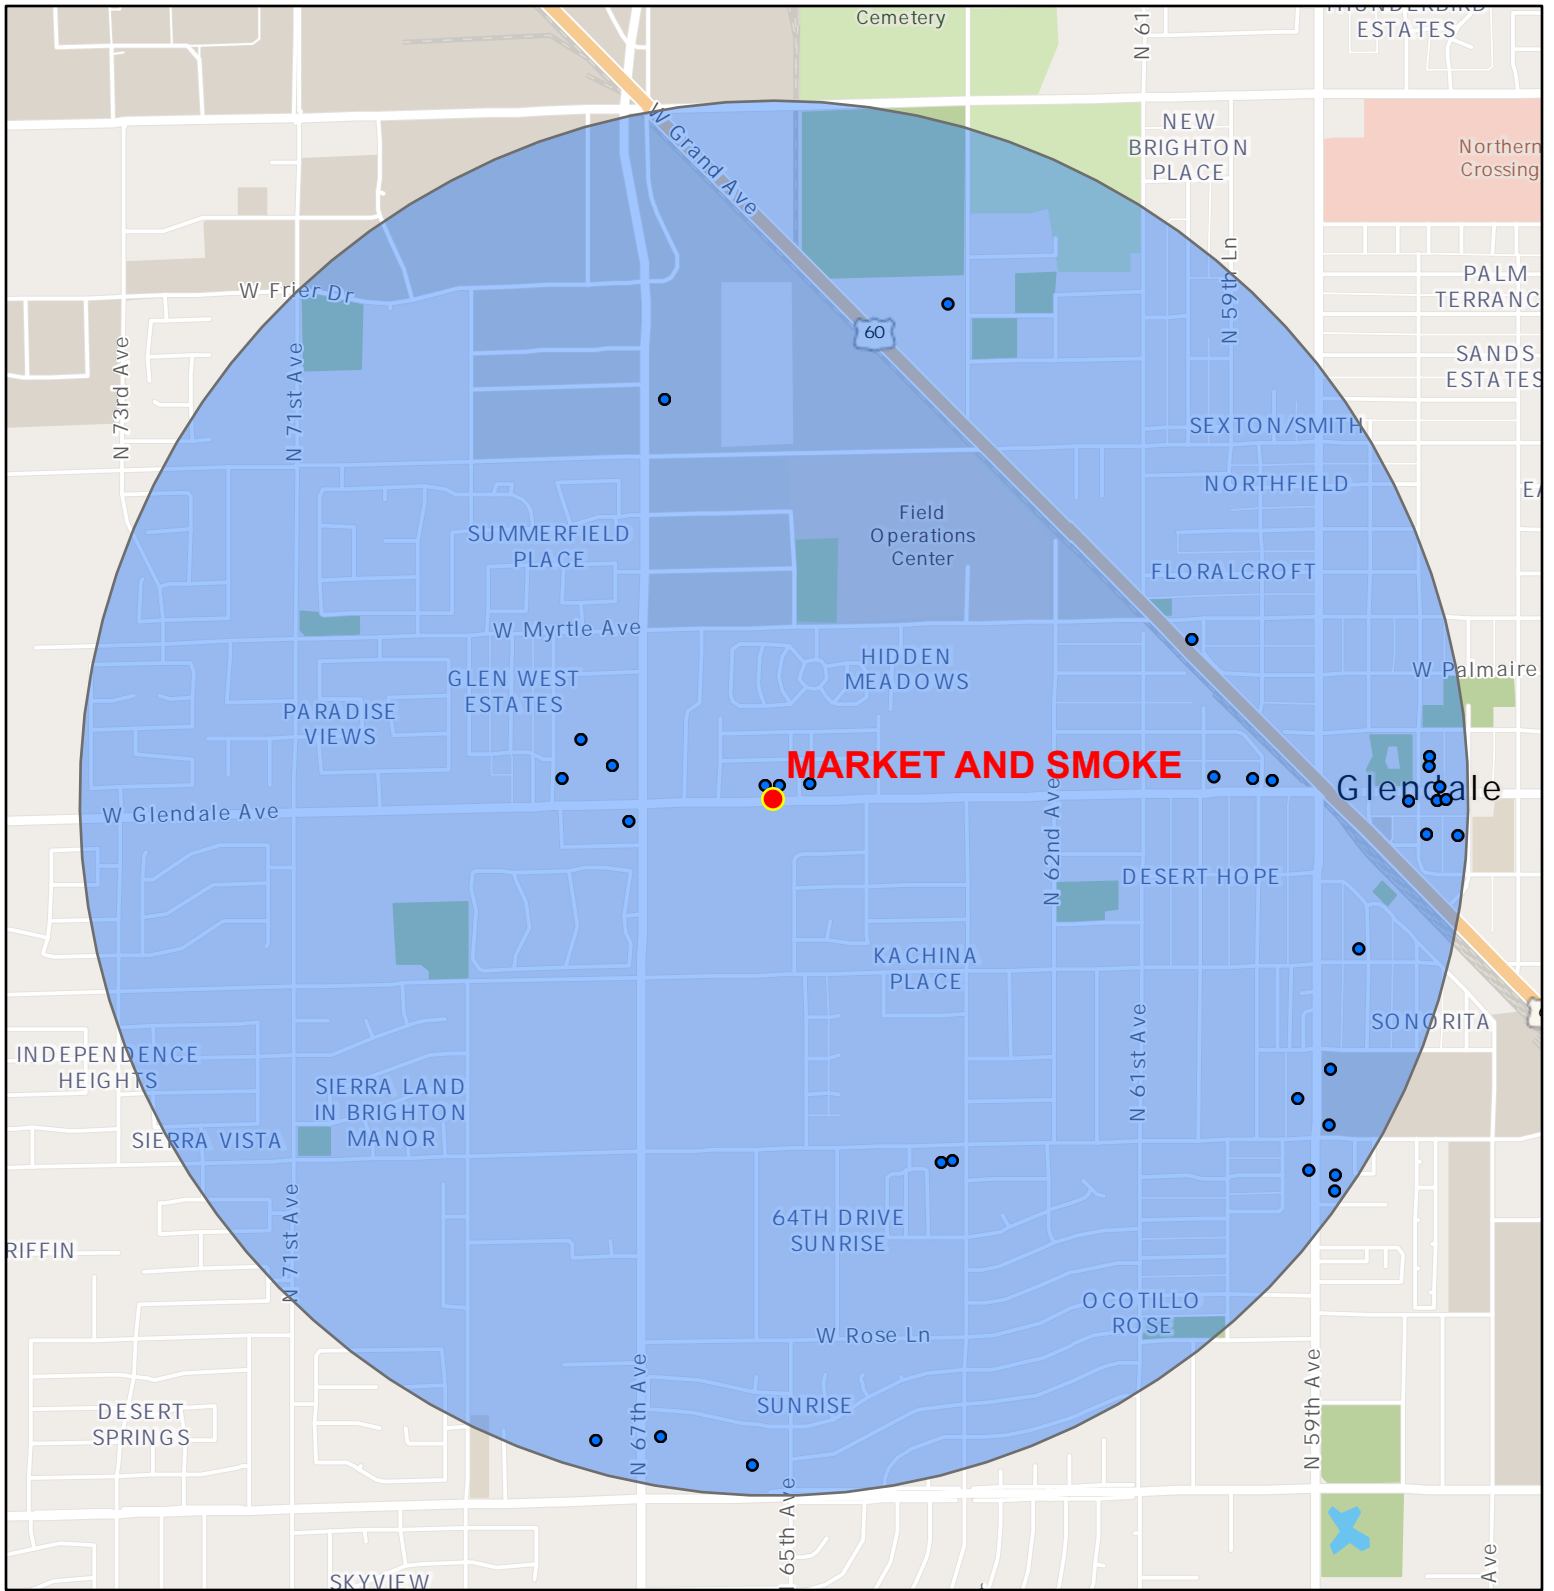 Cemetery
N 61
THUNDERBIRD
ESTATES
W Grand Ave
NEW
BRIGHTON
PLACE
Northern
Crossing
W Frier Dr
N 59th Ln
PALM
TERRANC
60
N 73rd Ave
N 71st Ave
SANDS
ESTATES
SEXTON/SMITH
NORTHFIELD
EA
SUMMERFIELD
PLACE
Field
Operations
Center
FLORALCROFT
W Myrtle Ave
HIDDEN
MEADOWS
W Palmaire
GLEN WEST
ESTATES
PARADISE
VIEWS
MARKET AND SMOKE
Glendale
W Glendale Ave
N 62nd Ave
DESERT HOPE
KACHINA
PLACE
SONORITA
INDEPENDENCE
HEIGHTS
N 61st Ave
SIERRA LAND
IN BRIGHTON
MANOR
SIERRA VISTA
64TH DRIVE
SUNRISE
N 71st Ave
RIFFIN
OCOTILLO
ROSE
W Rose Ln
N 67th Ave
N 59th Ave
SUNRISE
DESERT
SPRINGS
N 65th Ave
Ave
SKYVIEW